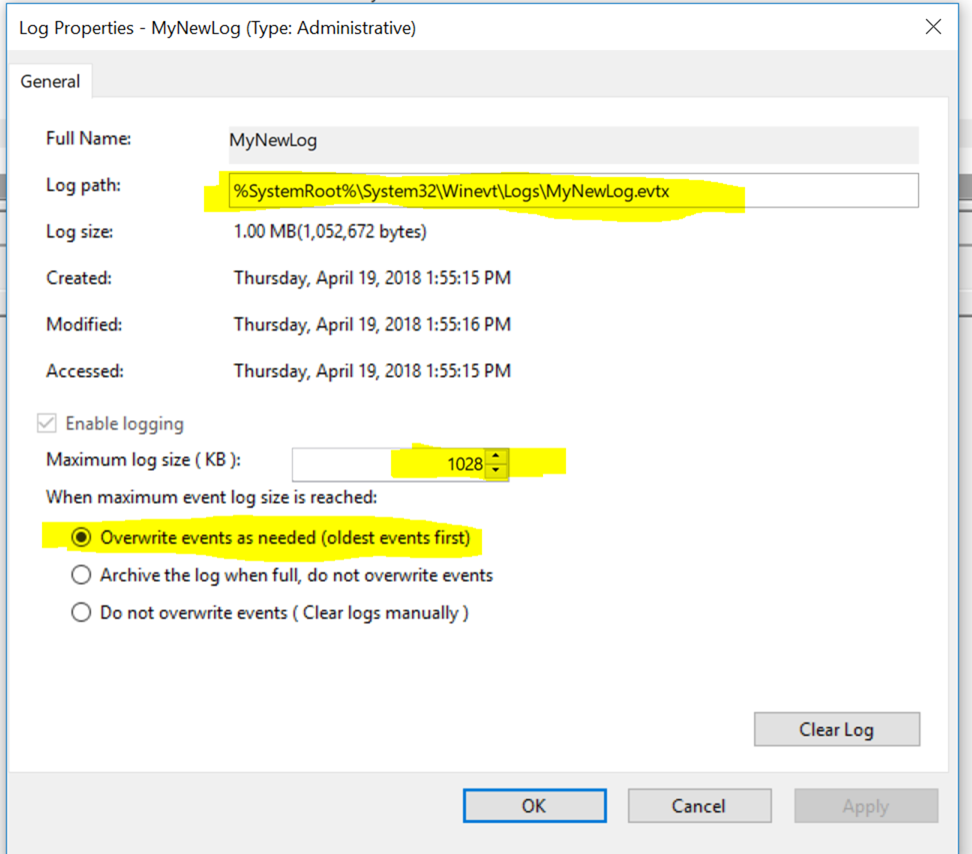 Log Properties - MyNewLog (Type: Administrative)
General
Full Name: MyNewLog
Log path: %SystemRoot%\System32\Winevt\Logs\MyNewLog.evtx
Log size: 1.00 MB(1,052,672 bytes)
Created: Thursday, April 19, 2018 1:55:15 PM
Modified: Thursday, April 19, 2018 1:55:16 PM
Accessed: Thursday, April 19, 2018 1:55:15 PM
Enable logging
Maximum log size ( KB ): 1028
When maximum event log size is reached:
Overwrite events as needed (oldest events first)
Archive the log when full, do not overwrite events
Do not overwrite events ( Clear logs manually )
Clear Log
OK Cancel Apply